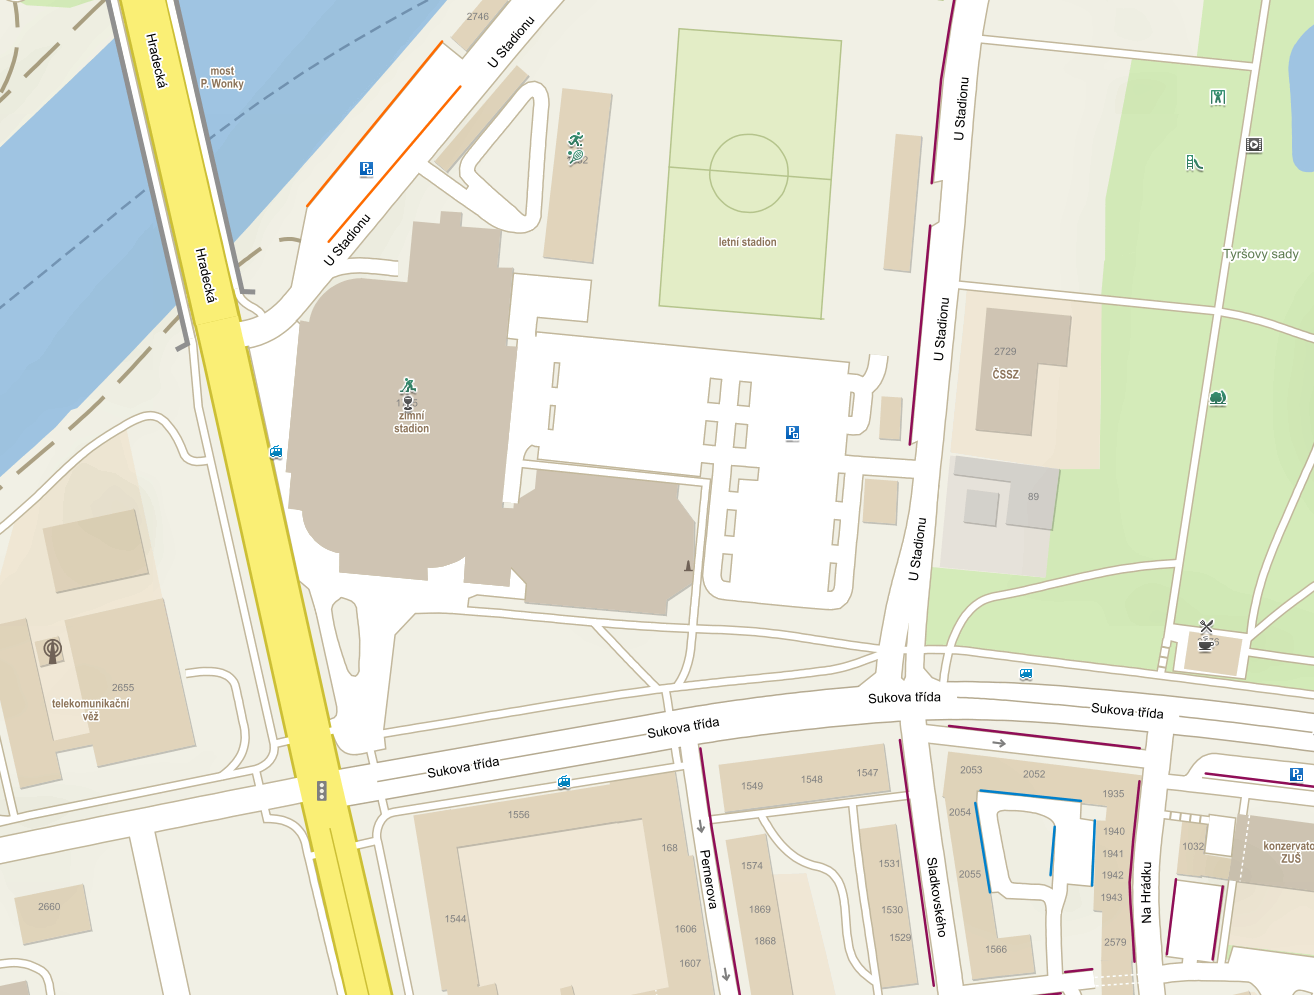 2746
U Stadionu
Hradecká
most
P. Wonky
U Stadionu
letní stadion
Tyršovy sady
U Stadionu
Hradecká
U Stadionu
2729
ČSSZ
zimní
stadion
89
U Stadionu
2655
telekomunikační
věž
Sukova třída
Sukova třída
Sukova třída
Sukova třída
1549
1548
1547
2053
2052
1935
2054
1556
168
1940
1941
1942
1943
1032
konzervato
ZUŠ
1574
1531
2055
Pernerova
Sladkovského
Na Hrádku
2660
1544
1869
1530
1606
1868
1529
1566
2579
1607